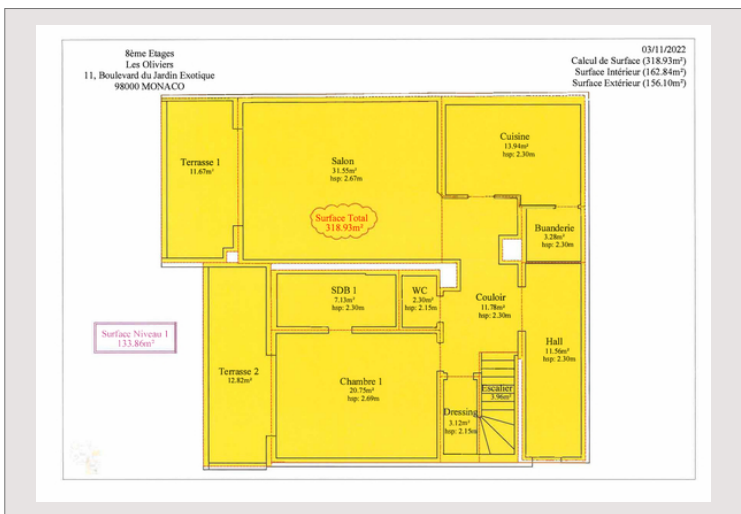 8ème Etages
Les Oliviers
11, Boulevard du Jardin Exotique
98000 MONACO
03/11/2022
Calcul de Surface (318.93m²)
Surface Intérieur (162.84m²)
Surface Extérieur (156.10m²)
Cuisine
13.94m²
hsp: 2.30m
Terrasse 1
11.67m²
Salon
31.55m²
hsp: 2.67m
Surface Total
318.93m²
Buanderie
3.28m²
hsp: 2.30m
SDB 1
7.13m²
hsp: 2.30m
WC
2.30m²
hsp: 2.15m
Couloir
11.78m²
hsp: 2.30m
Surface Niveau 1
133.86m²
Hall
11.56m²
hsp: 2.30m
Terrasse 2
12.82m²
Chambre 1
20.75m²
hsp: 2.69m
Escalier
3.96m²
Dressing
3.12m²
hsp: 2.15m